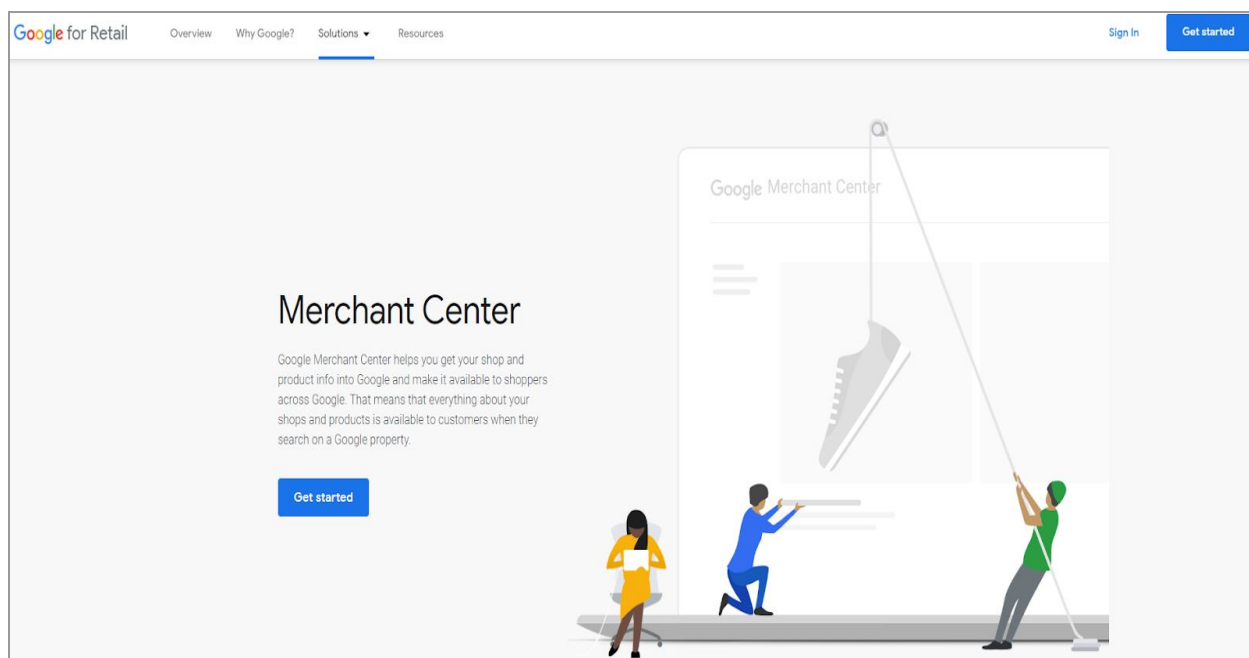 Google for Retail
Overview
Why Google?
Solutions
Resources
Sign In
Get started
Google Merchant Center
Merchant Center
Google Merchant Center helps you get your shop and
product info into Google and make it available to shoppers
across Google. That means that everything about your
shops and products is available to customers when they
search on a Google property.
Get started